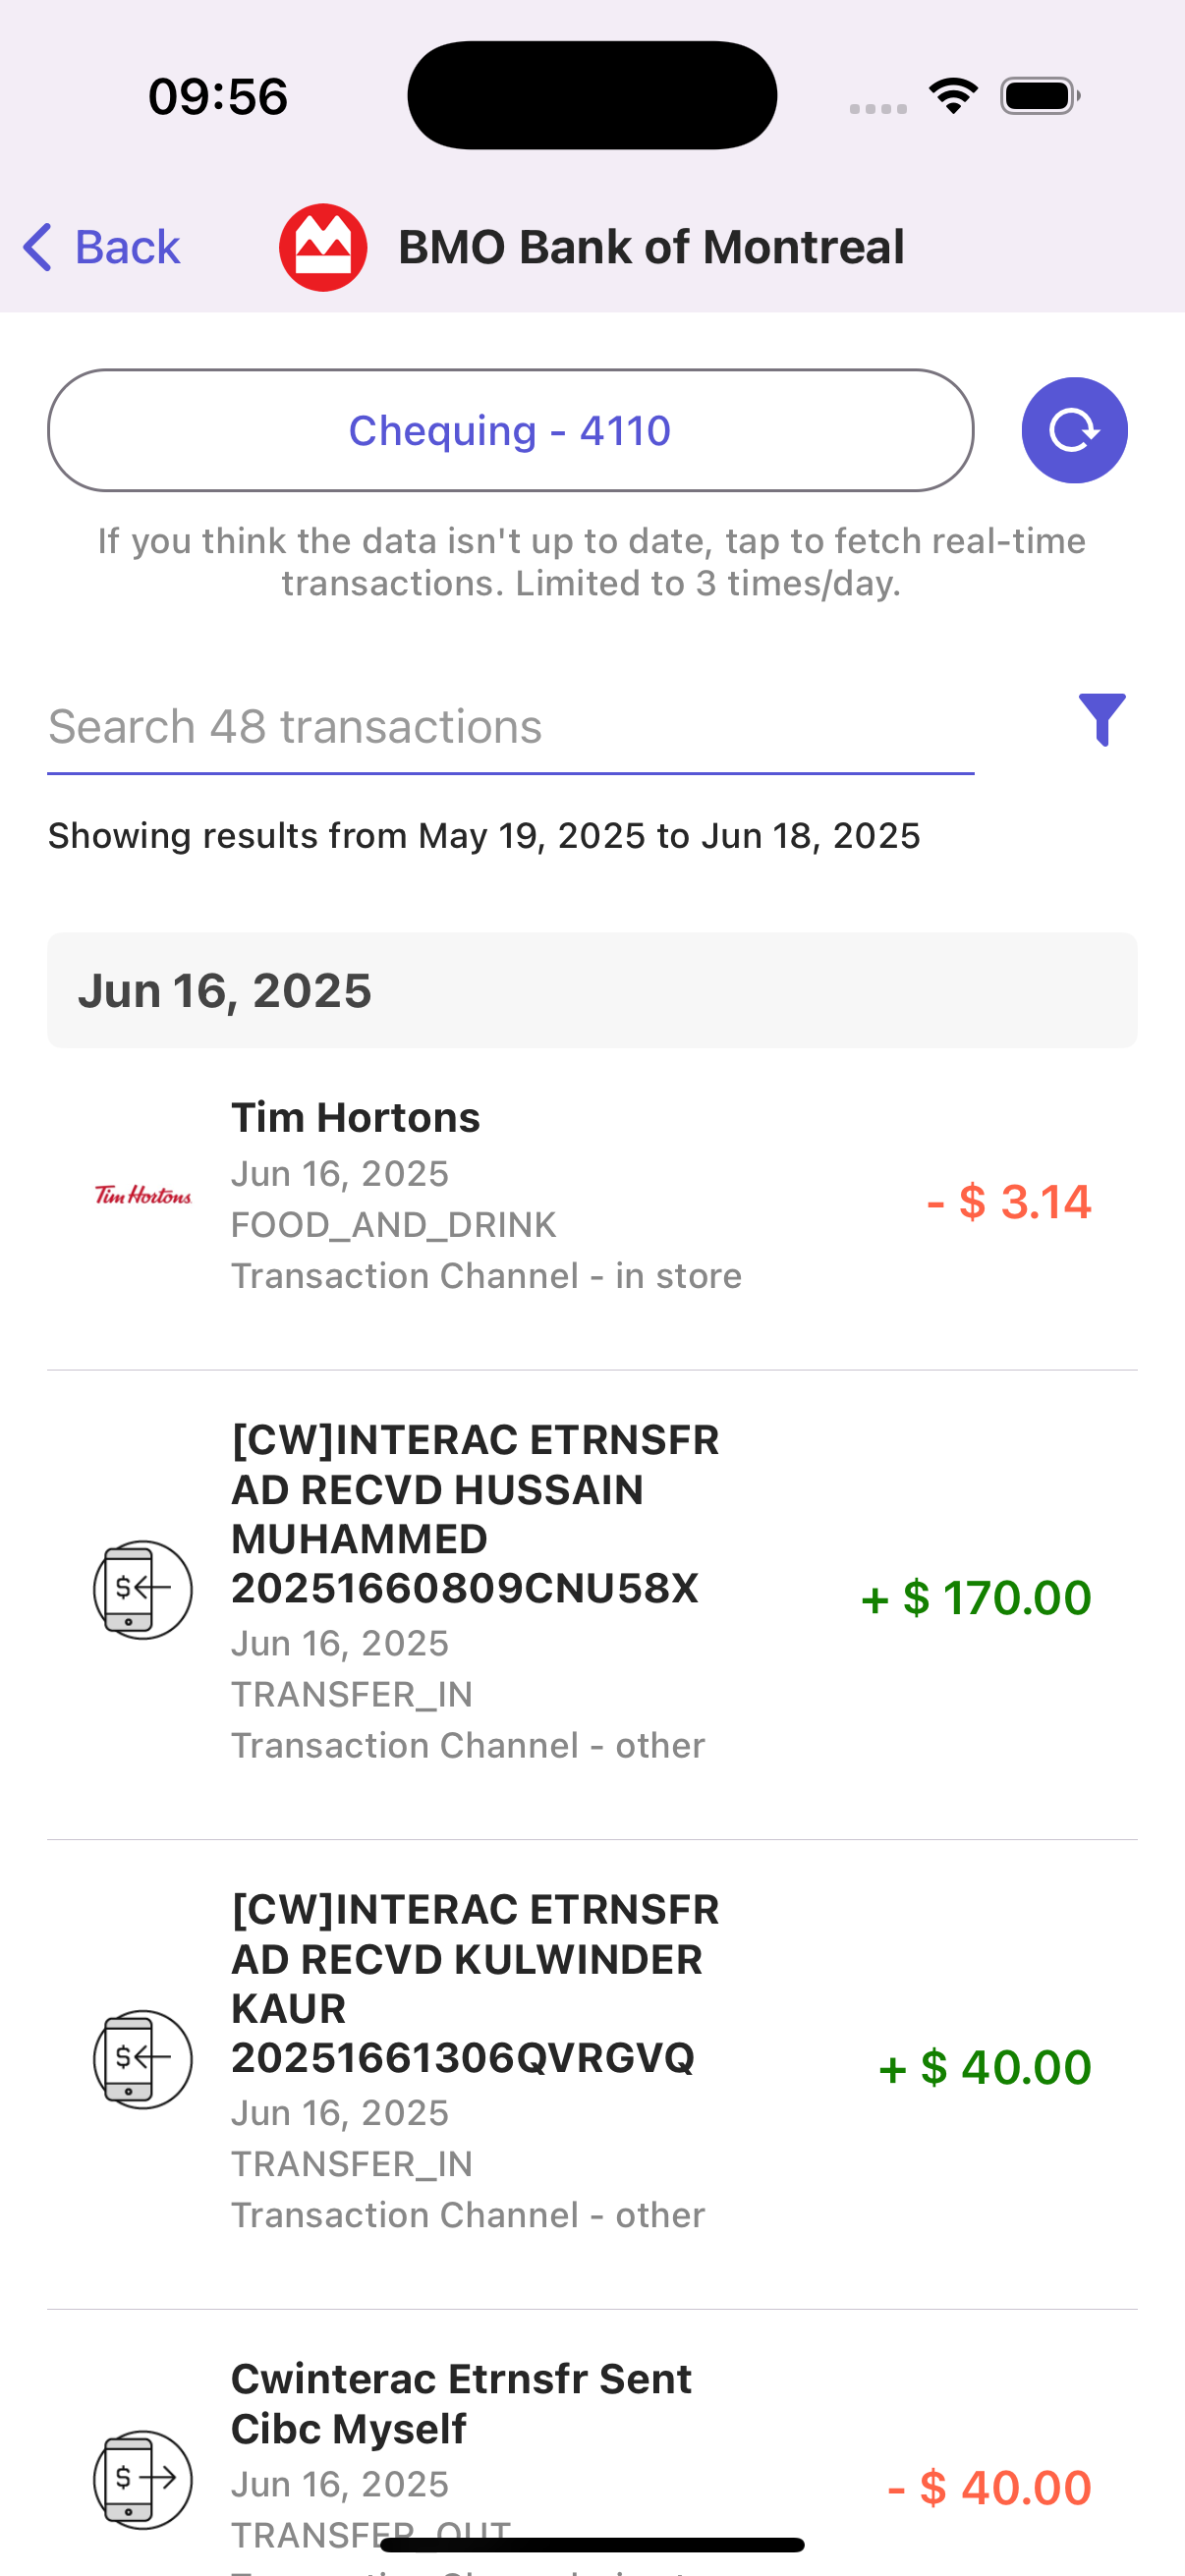 09:56
Back
BMO Bank of Montreal
Chequing - 4110
If you think the data isn't up to date, tap to fetch real-time
transactions. Limited to 3 times/day.
Search 48 transactions
Showing results from May 19, 2025 to Jun 18, 2025
Jun 16, 2025
Tim Hortons
Tim Hortons
Jun 16, 2025
FOOD_AND_DRINK
Transaction Channel - in store
- $ 3.14
[CW]INTERAC ETRNSFR
AD RECVD HUSSAIN
MUHAMMED
20251660809CNU58X
Jun 16, 2025
TRANSFER_IN
Transaction Channel - other
$
+ $ 170.00
[CW]INTERAC ETRNSFR
AD RECVD KULWINDER
KAUR
20251661306QVRGVQ
Jun 16, 2025
TRANSFER_IN
Transaction Channel - other
$
+ $ 40.00
Cwinterac Etrnsfr Sent
Cibc Myself
Jun 16, 2025
TRANSFER_OUT
$
- $ 40.00